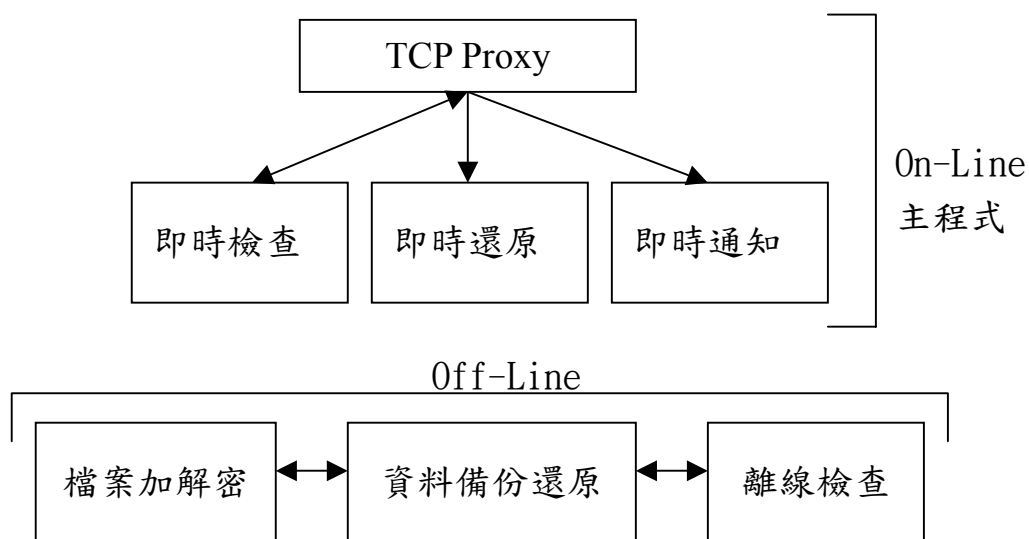 TCP Proxy
即時檢查
即時還原
即時通知
On-Line
主程式
Off-Line
檔案加解密
資料備份還原
離線檢查